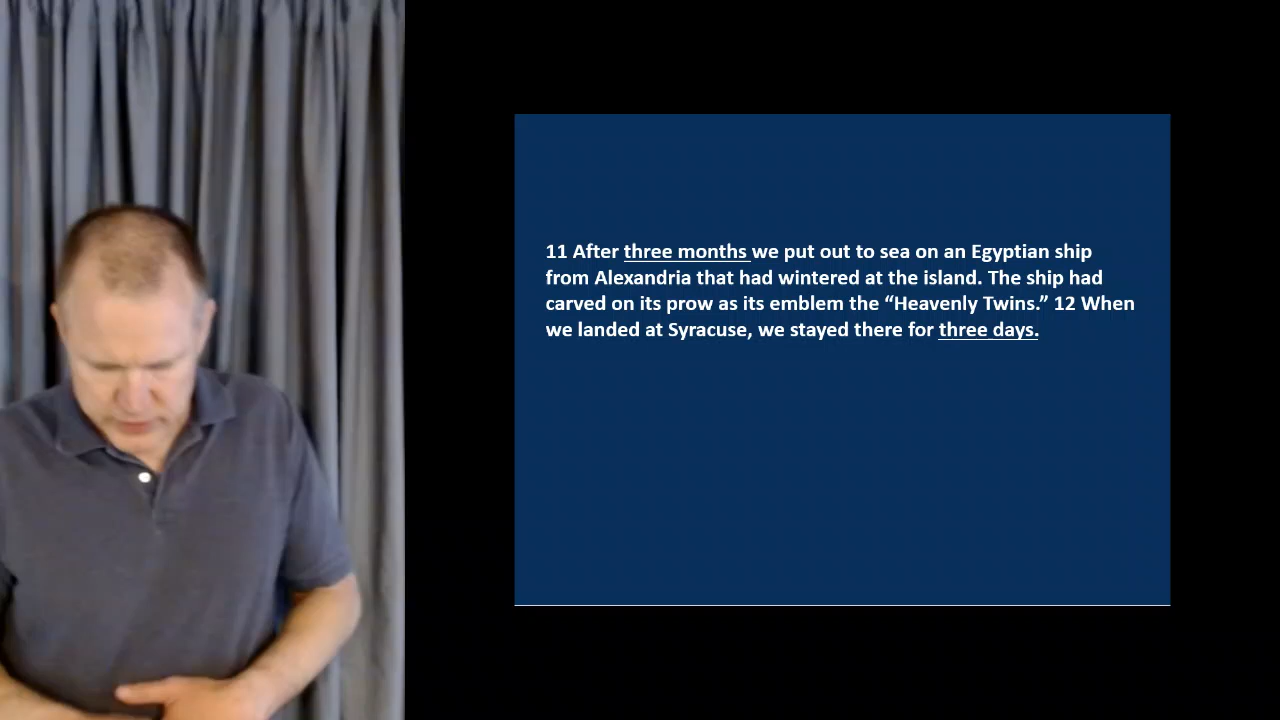 11 After three months we put out to sea on an Egyptian ship
from Alexandria that had wintered at the island. The ship had
carved on its prow as its emblem the “Heavenly Twins.” 12 When
we landed at Syracuse, we stayed there for three days.